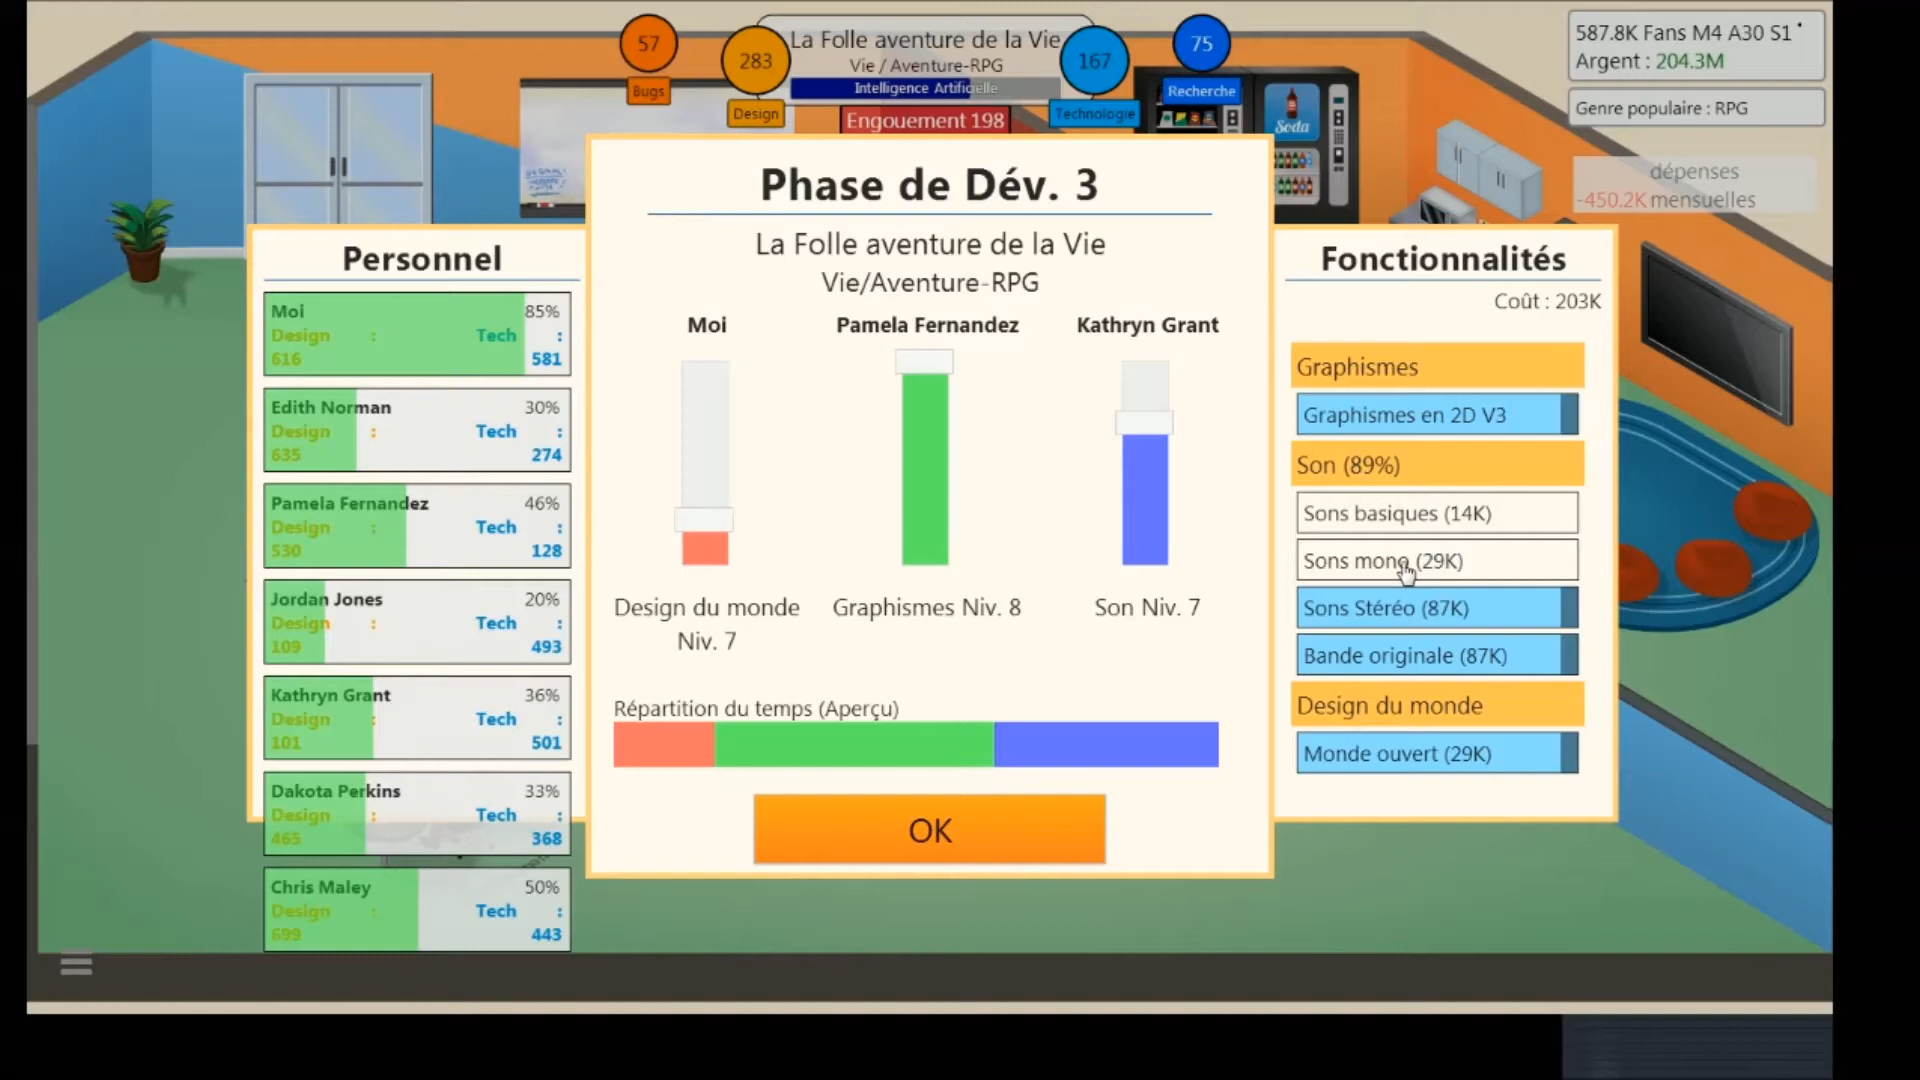 57
Bugs
283
Design
La Folle aventure de la Vie
Vie / Aventure-RPG
Intelligence Artificielle
Engouement 198
167
Technologie
75
Recherche
Soda
587.8K Fans M4 A30 S1
Argent : 204.3M
Genre populaire : RPG
dépenses
-450.2K mensuelles
Phase de Dév. 3
La Folle aventure de la Vie
Vie/Aventure-RPG
Moi
Pamela Fernandez
Kathryn Grant
Design du monde
Niv. 7
Graphismes Niv. 8
Son Niv. 7
Répartition du temps (Aperçu)
OK
Personnel
Moi 85%
Design : Tech :
616 581
Edith Norman 30%
Design : Tech :
635 274
Pamela Fernandez 46%
Design : Tech :
530 128
Jordan Jones 20%
Design : Tech :
109 493
Kathryn Grant 36%
Design : Tech :
101 501
Dakota Perkins 33%
Design : Tech :
465 368
Chris Maley 50%
Design : Tech :
699 443
Fonctionnalités
Coût : 203K
Graphismes
Graphismes en 2D V3
Son (89%)
Sons basiques (14K)
Sons mono (29K)
Sons Stéréo (87K)
Bande originale (87K)
Design du monde
Monde ouvert (29K)